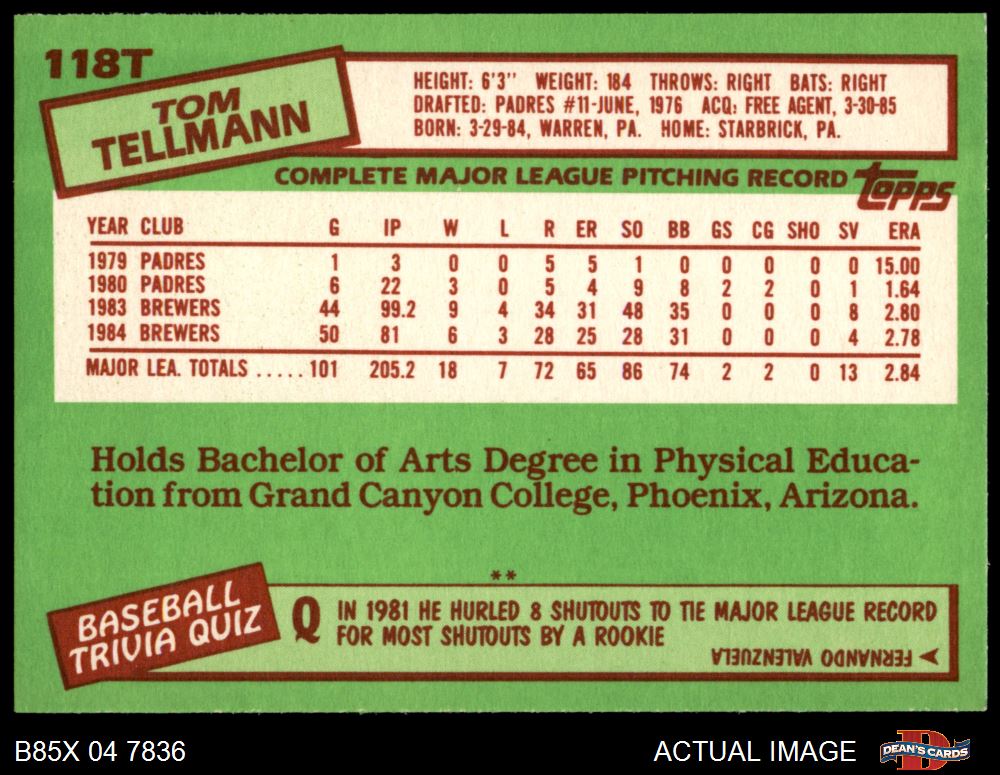 118T
TOM
TELLMANN
HEIGHT: 6'3" WEIGHT: 184 THROWS: RIGHT BATS: RIGHT
DRAFTED: PADRES #11-JUNE, 1976 ACQ: FREE AGENT, 3-30-85
BORN: 3-29-84, WARREN, PA. HOME: STARBRICK, PA.
COMPLETE MAJOR LEAGUE PITCHING RECORD topps
YEAR CLUB G IP W L R ER SO BB GS CG SHO SV ERA
1979 PADRES 1 3 0 0 5 5 1 0 0 0 0 0 15.00
1980 PADRES 6 22 3 0 5 4 9 8 2 2 0 1 1.64
1983 BREWERS 44 99.2 9 4 34 31 48 35 0 0 0 8 2.80
1984 BREWERS 50 81 6 3 28 25 28 31 0 0 0 4 2.78
MAJOR LEA. TOTALS .....101 205.2 18 7 72 65 86 74 2 2 0 13 2.84
Holds Bachelor of Arts Degree in Physical Educa-
tion from Grand Canyon College, Phoenix, Arizona.
**
BASEBALL
TRIVIA QUIZ
Q IN 1981 HE HURLED 8 SHUTOUTS TO TIE MAJOR LEAGUE RECORD
FOR MOST SHUTOUTS BY A ROOKIE
FERNANDO VALENZUELA
B85X 04 7836
ACTUAL IMAGE
D
DEAN'S CARDS